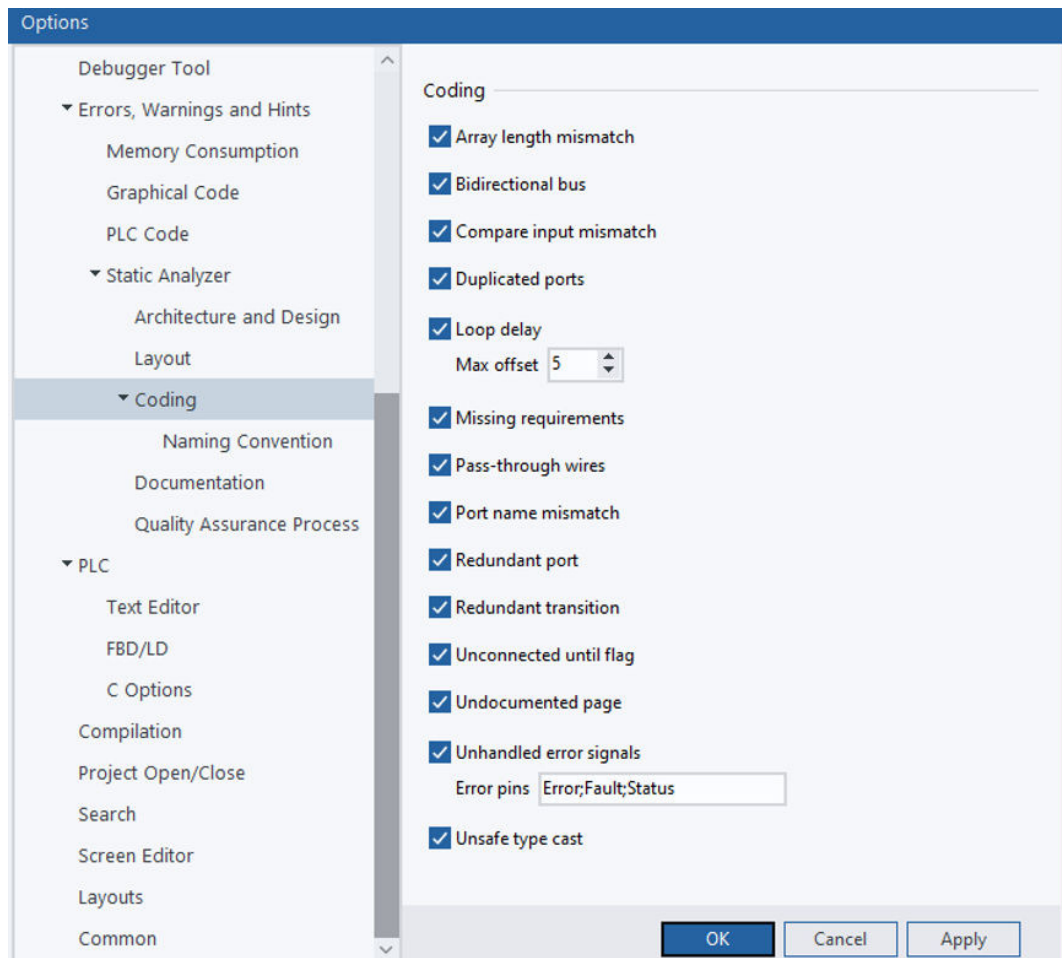 Options
Debugger Tool
Errors, Warnings and Hints
Memory Consumption
Graphical Code
PLC Code
Static Analyzer
Architecture and Design
Layout
Coding
Naming Convention
Documentation
Quality Assurance Process
PLC
Text Editor
FBD/LD
C Options
Compilation
Project Open/Close
Search
Screen Editor
Layouts
Common
Coding
Array length mismatch
Bidirectional bus
Compare input mismatch
Duplicated ports
Loop delay
Max offset 5
Missing requirements
Pass-through wires
Port name mismatch
Redundant port
Redundant transition
Unconnected until flag
Undocumented page
Unhandled error signals
Error pins Error;Fault;Status
Unsafe type cast
OK Cancel Apply